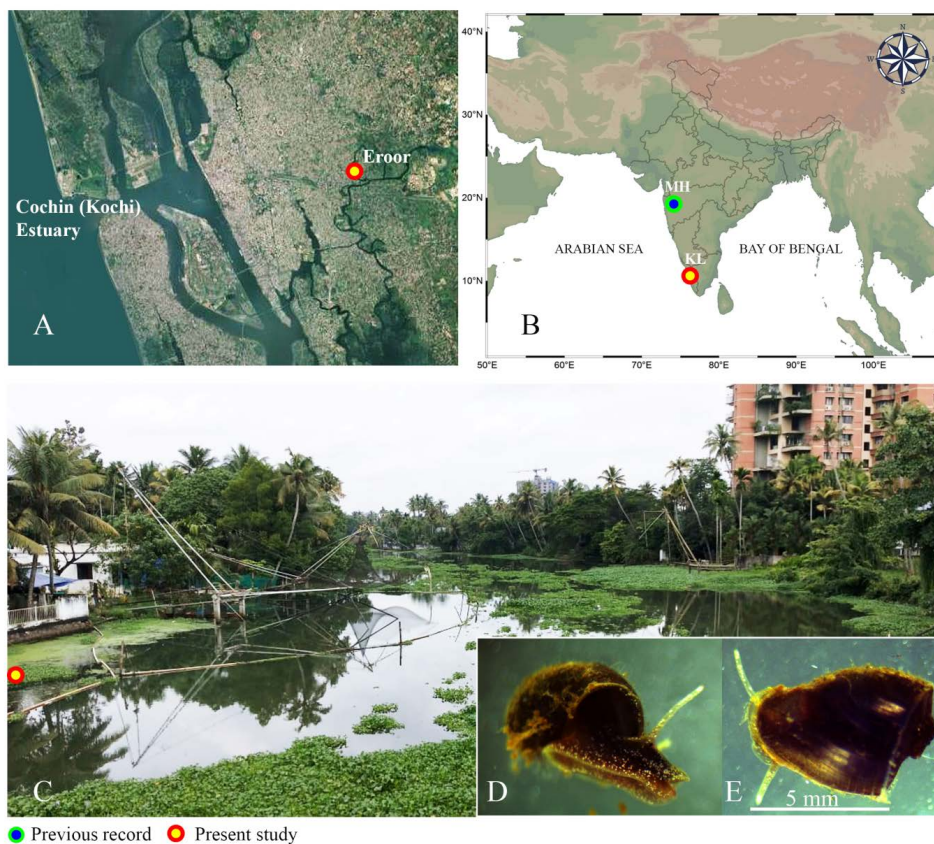 Eroor
Cochin (Kochi)
Estuary
A
40°N
30°N
20°N
10°N
N
W
E
S
MH
KL
ARABIAN SEA
BAY OF BENGAL
B
50°E
60°E
70°E
80°E
90°E
100°E
C
D
E
5 mm
Previous record
Present study